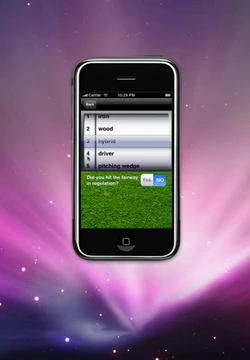 Carrier 10:29 PM
Back
1 iron
2 wood
3 hybrid
4 driver
5 pitching wedge
Did you hit the fairway
in regulation?
Yes NO